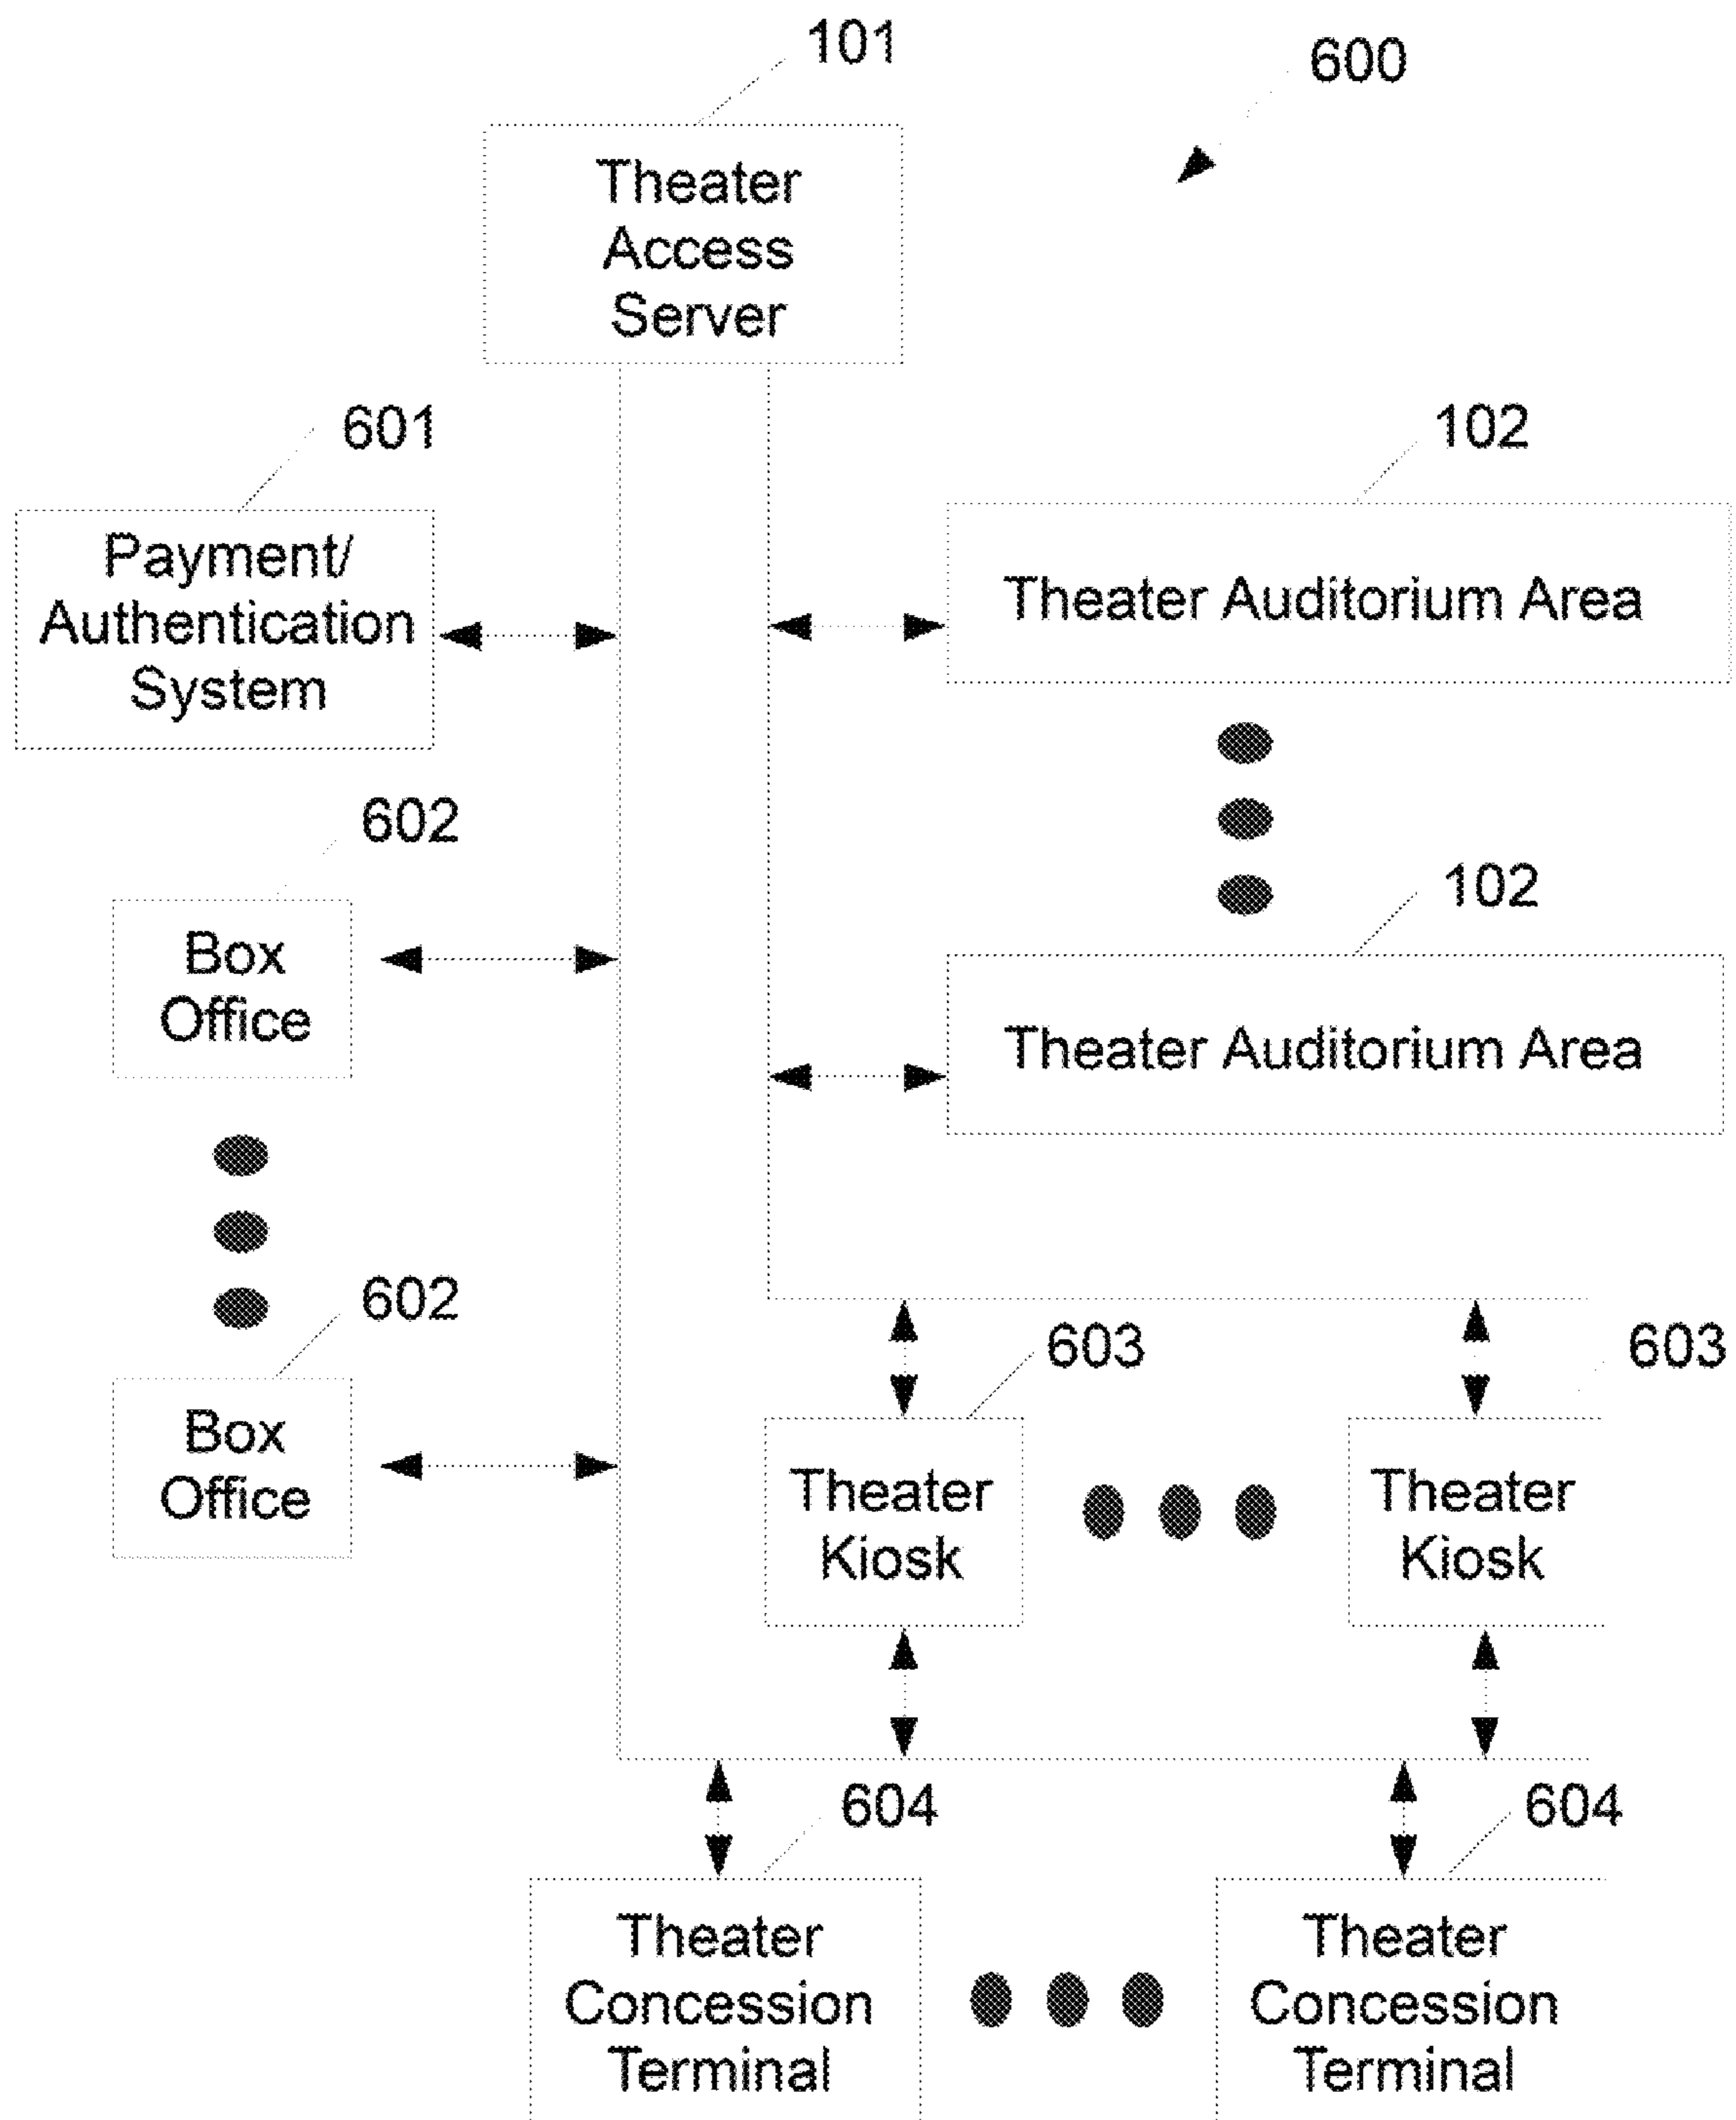 101
600
Theater
Access
Server
601
102
Payment/
Authentication
System
Theater Auditorium Area
602
102
Box
Office
Theater Auditorium Area
602
603
603
Box
Office
Theater
Kiosk
Theater
Kiosk
604
604
Theater
Concession
Terminal
Theater
Concession
Terminal